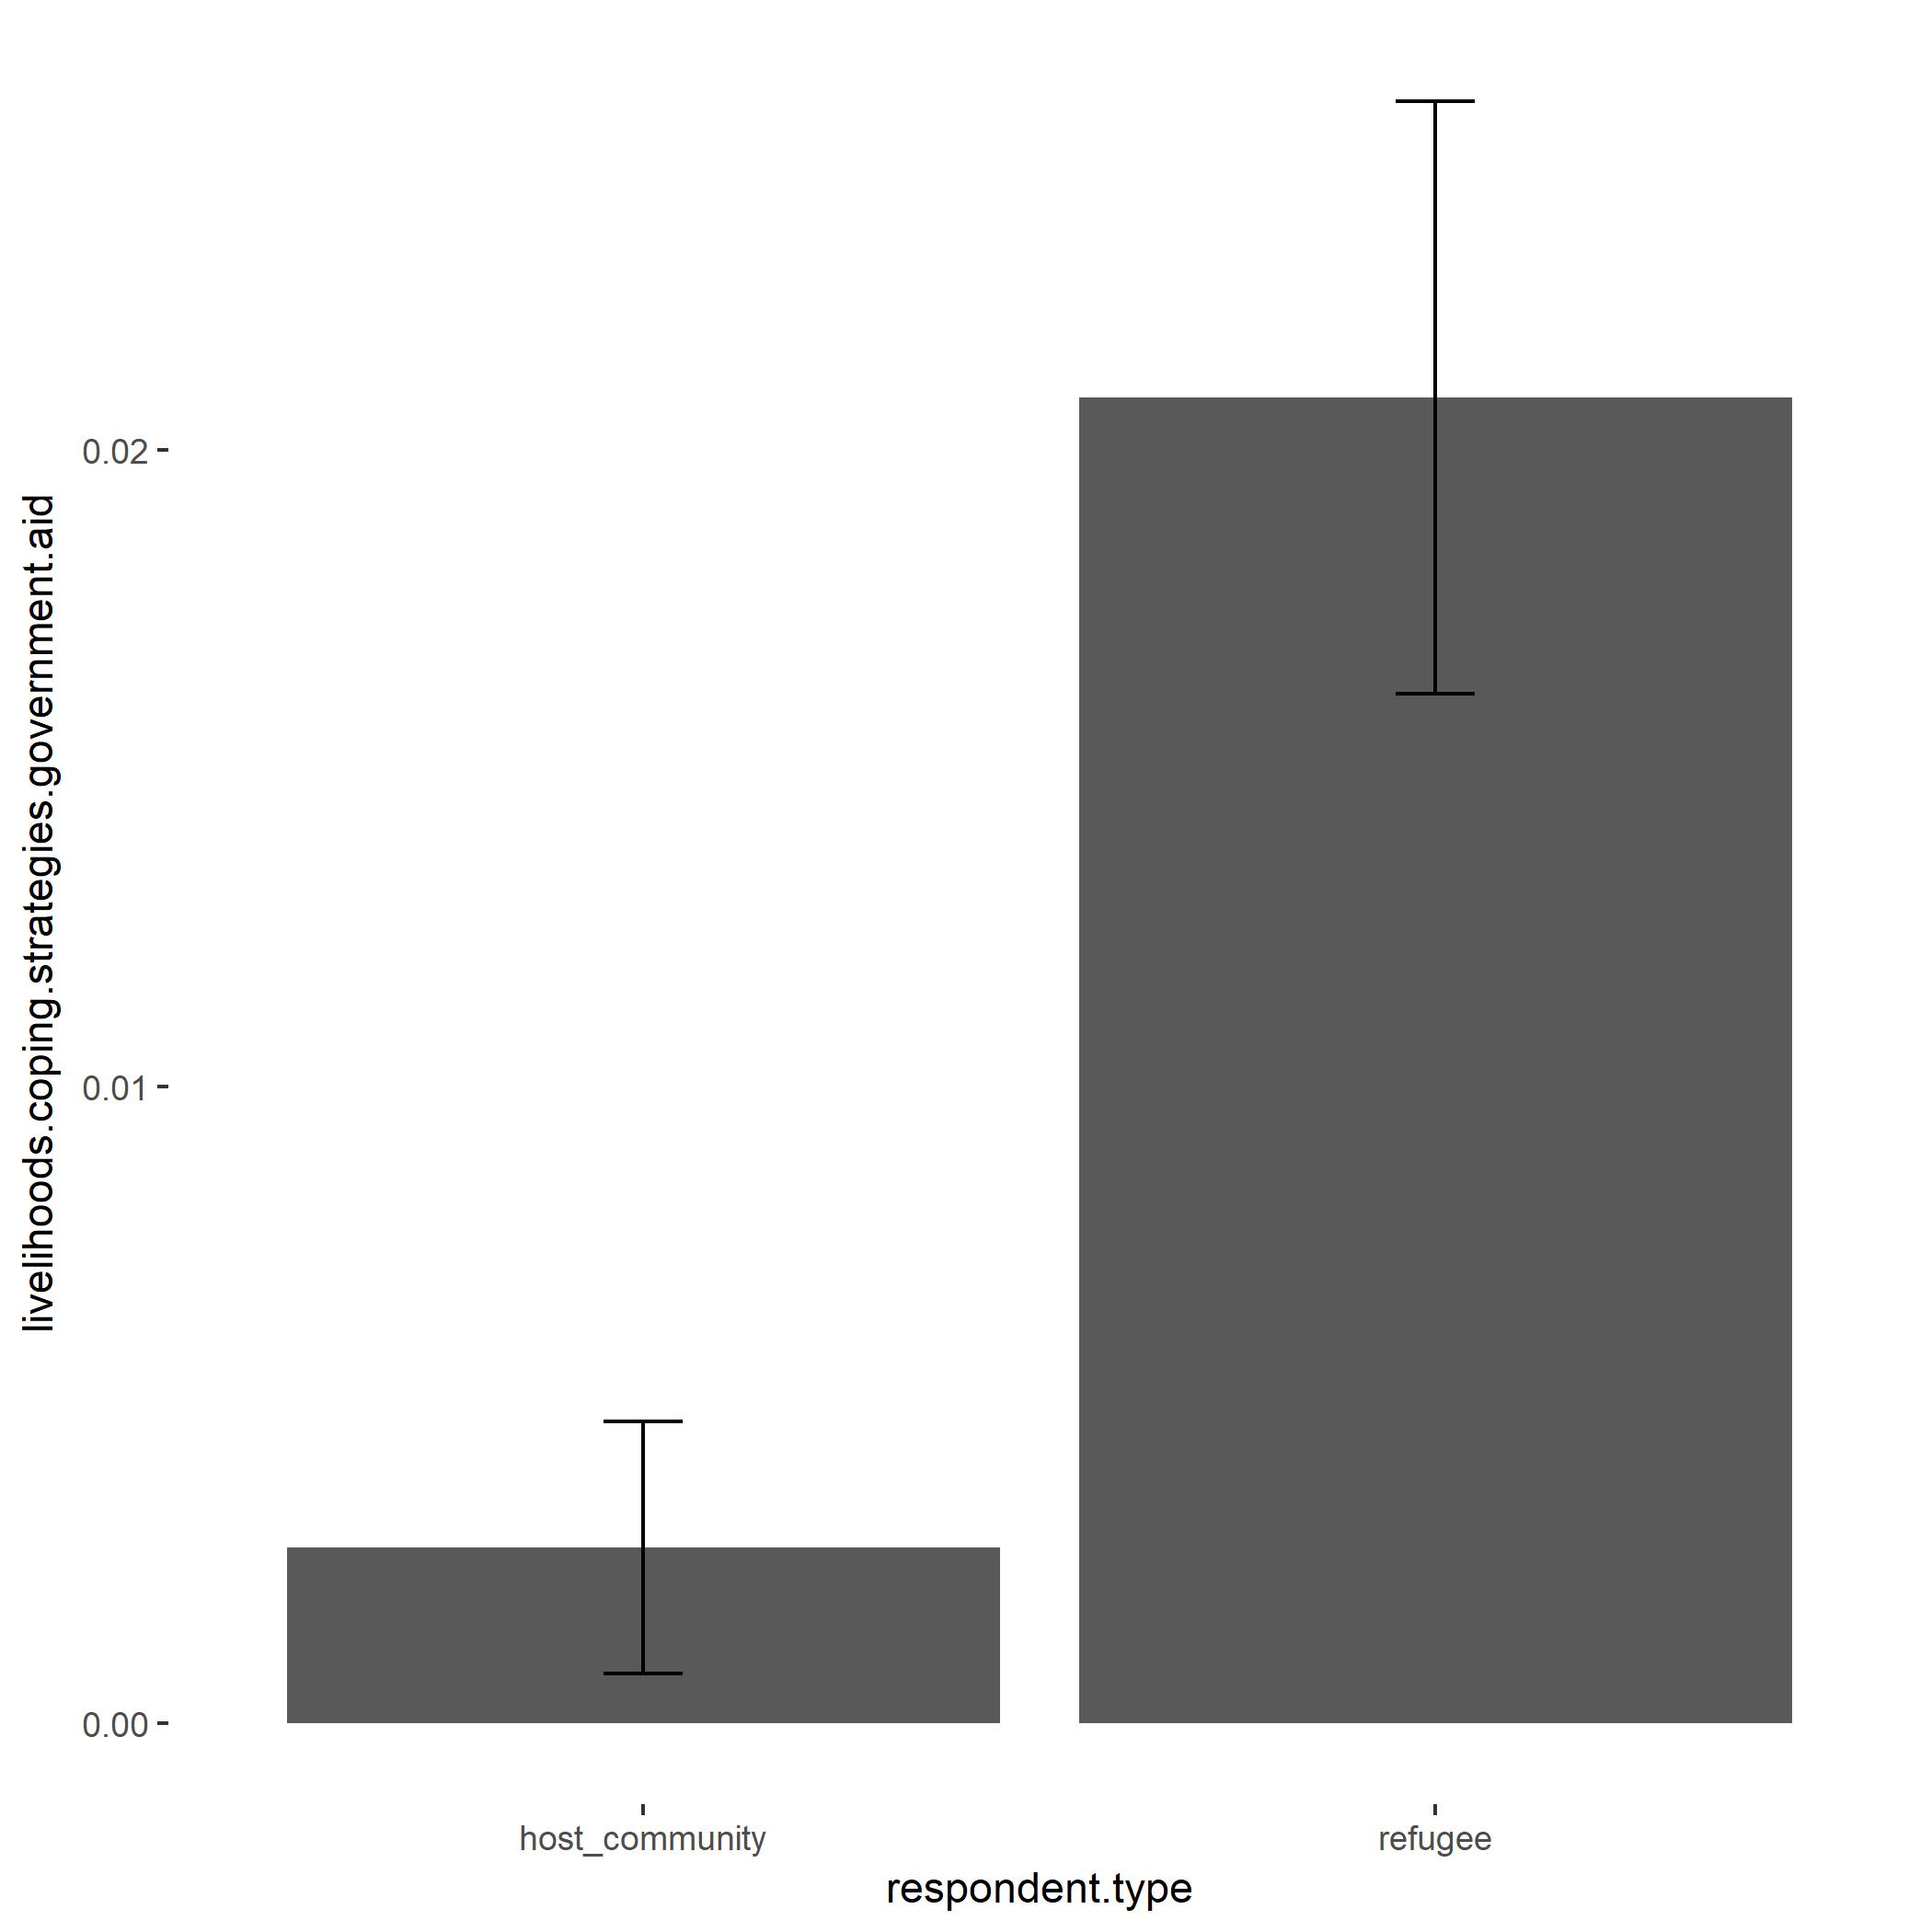 livelihoods.coping.strategies.government.aid
0.02
0.01
0.00
host_community
refugee
respondent.type